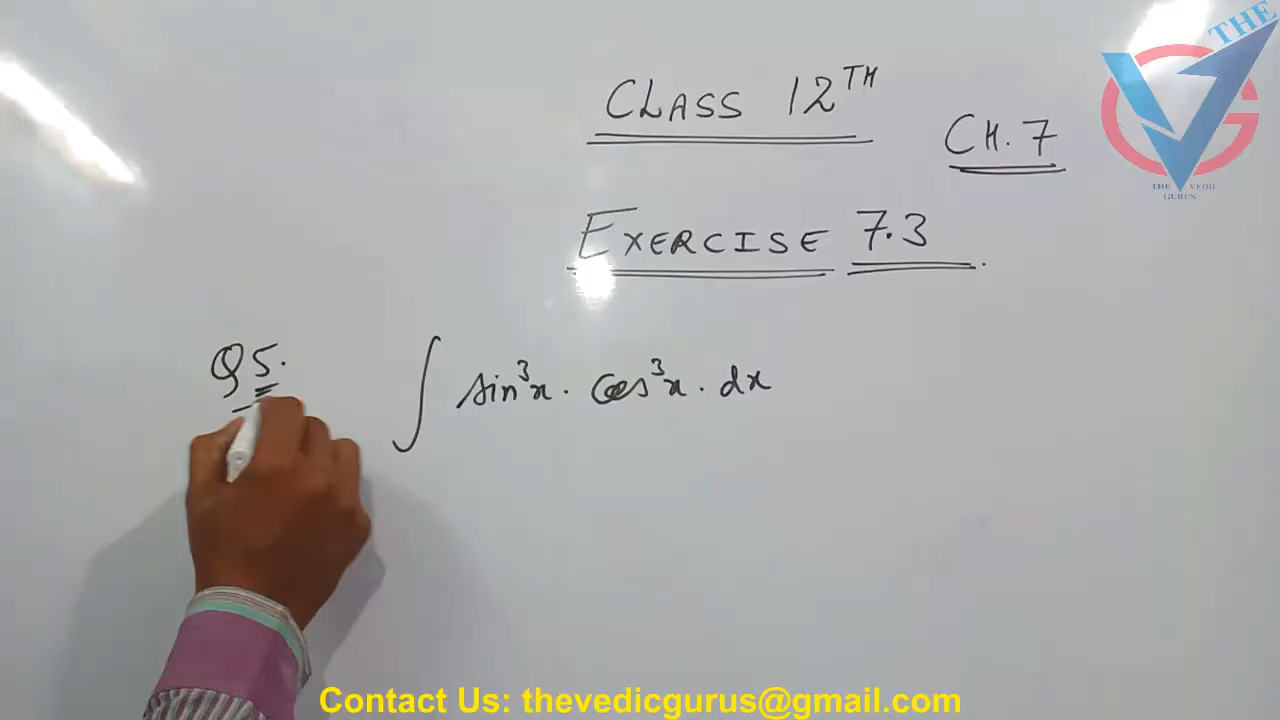 THE
CLASS 12TH
CH. 7
THE VEDIC
GURUS
EXERCISE 7.3
Q5. ∫ sin³x . cos³x . dx
Contact Us: thevedicgurus@gmail.com